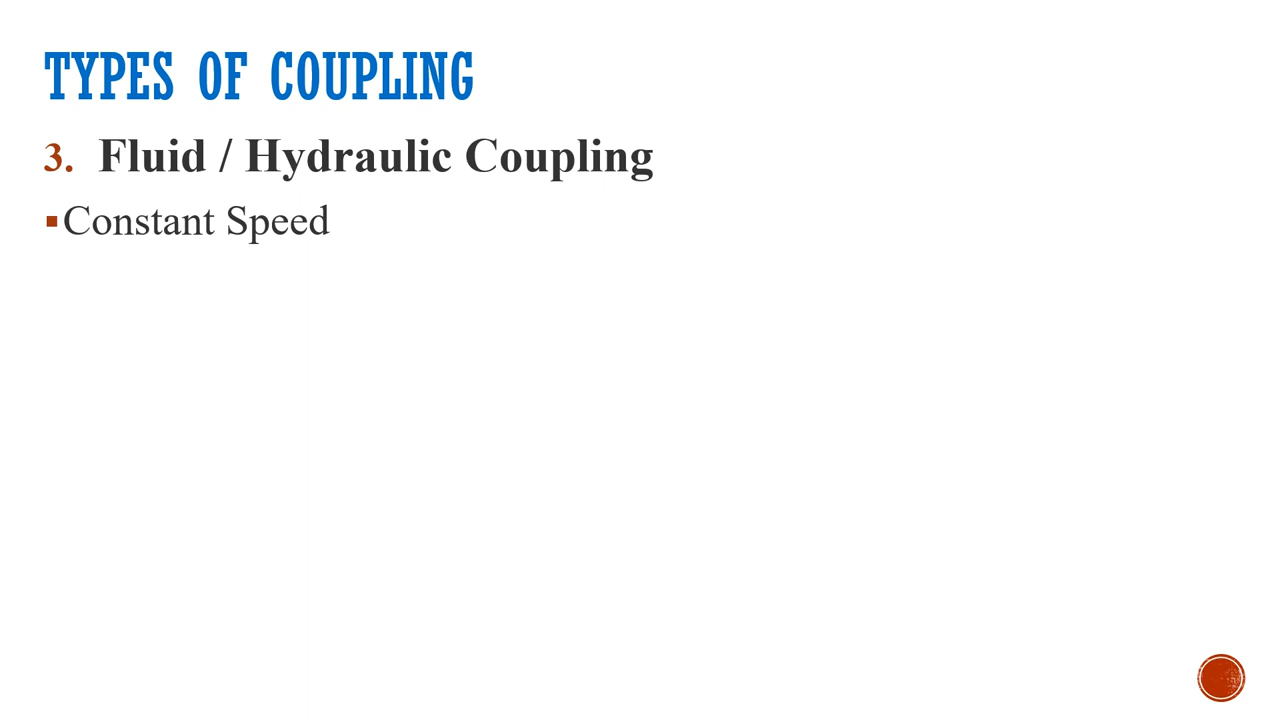 TYPES OF COUPLING
3. Fluid / Hydraulic Coupling
▪Constant Speed